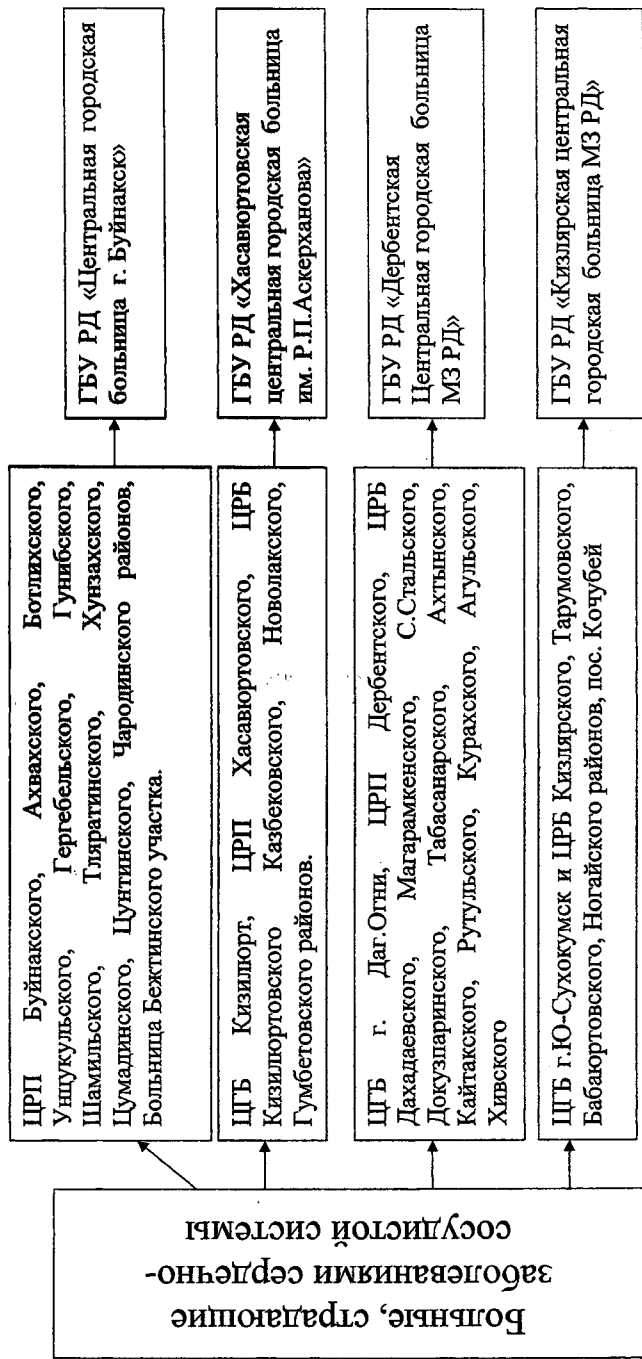 Больные, страдающие
заболеваниями сердечно-
сосудистой системы
ЦРП Буйнакского, Ахвахского, Ботлихского,
Унцукульского, Гергебельского, Гунибского,
Шамильского, Тляратинского, Хунзахского,
Цумадинского, Цунтинского, Чародинского районов,
Больница Бежтинского участка.
ГБУ РД «Центральная городская
больница г. Буйнакск»
ЦГБ Кизилюрт, ЦРП Хасавюртовского, ЦРБ
Кизилюртовского Казбековского, Новолакского,
Гумбетовского районов.
ГБУ РД «Хасавюртовская
центральная городская больница
им. Р.П.Аскерханова»
ЦГБ г. Даг.Огни, ЦРП Дербентского, ЦРБ
Дахадаевского, Магарамкенского, С.Стальского,
Докузпаринского, Табасанарского, Ахтынского,
Кайтакского, Рутульского, Курахского, Агульского,
Хивского
ГБУ РД «Дербентская
Центральная городская больница
МЗ РД»
ЦГБ г.Ю-Сухокумск и ЦРБ Кизлярского, Тарумовского,
Бабаюртовского, Ногайского районов, пос. Кочубей
ГБУ РД «Кизлярская центральная
городская больница МЗ РД»